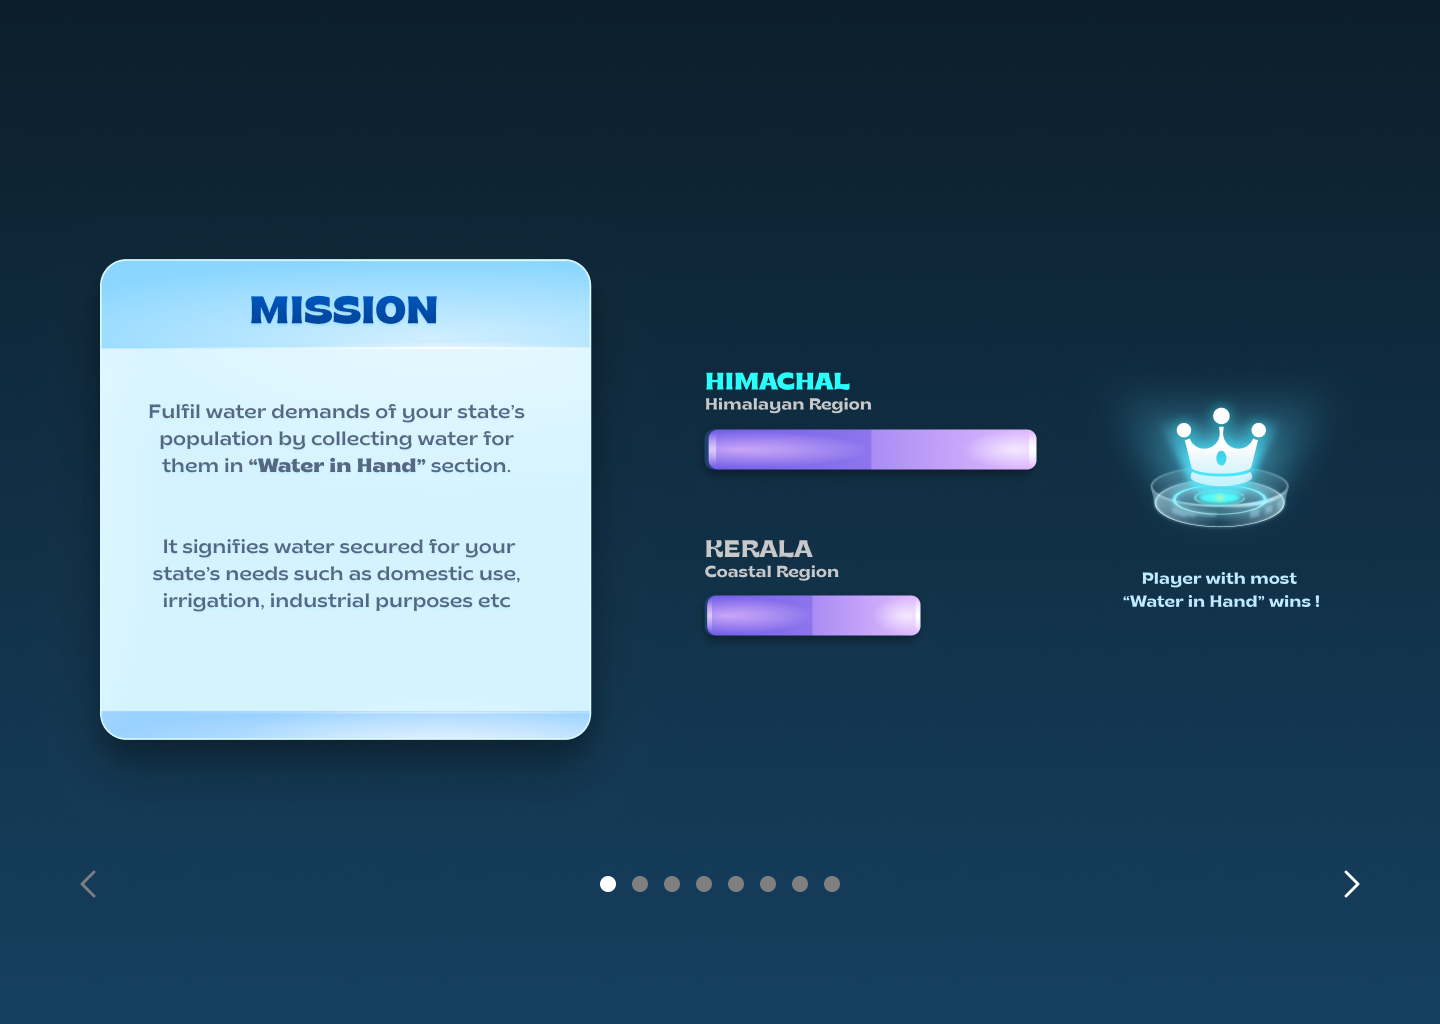 MISSION
Fulfil water demands of your state’s
population by collecting water for
them in “Water in Hand” section.
It signifies water secured for your
state’s needs such as domestic use,
irrigation, industrial purposes etc
HIMACHAL
Himalayan Region
KERALA
Coastal Region
Player with most
“Water in Hand” wins !